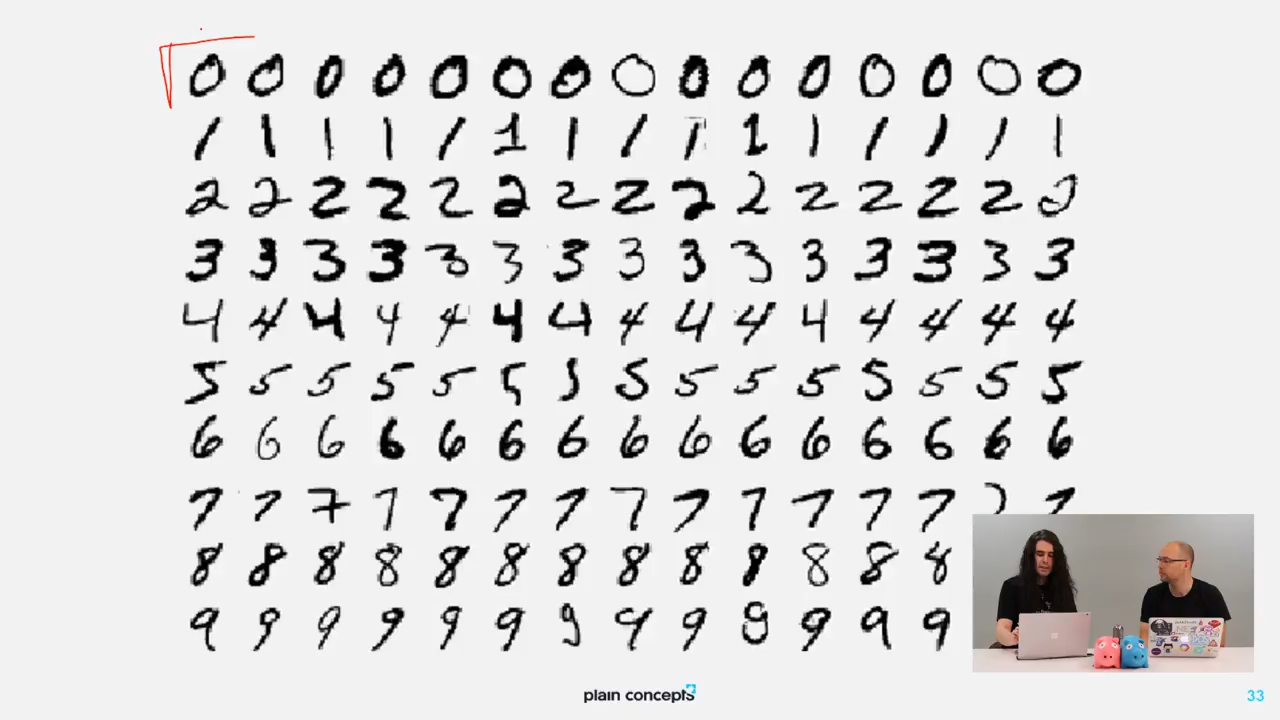 0 0 0 0 0 0 0 0 0 0 0 0 0 0 0
1 1 1 1 1 1 1 1 1 1 1 1 1 1 1
2 2 2 2 2 2 2 2 2 2 2 2 2 2 2
3 3 3 3 3 3 3 3 3 3 3 3 3 3 3
4 4 4 4 4 4 4 4 4 4 4 4 4 4 4
5 5 5 5 5 5 5 5 5 5 5 5 5 5 5
6 6 6 6 6 6 6 6 6 6 6 6 6 6 6
7 7 7 7 7 7 7 7 7 7 7 7 7 7 7
8 8 8 8 8 8 8 8 8 8 8 8 8
9 9 9 9 9 9 9 9 9 9 9 9 9
plain concepts
33